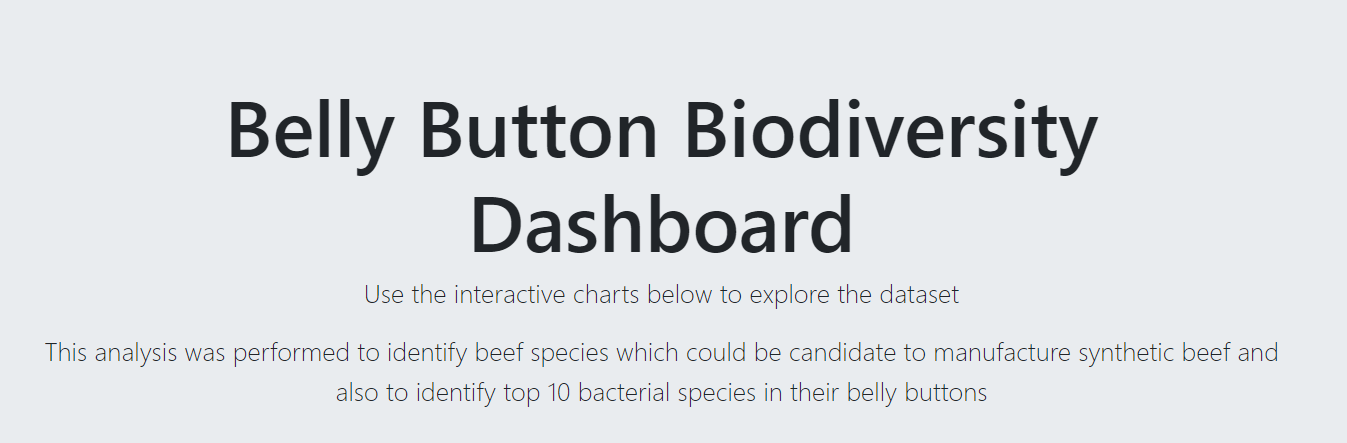 Belly Button Biodiversity
Dashboard
Use the interactive charts below to explore the dataset
This analysis was performed to identify beef species which could be candidate to manufacture synthetic beef and
also to identify top 10 bacterial species in their belly buttons